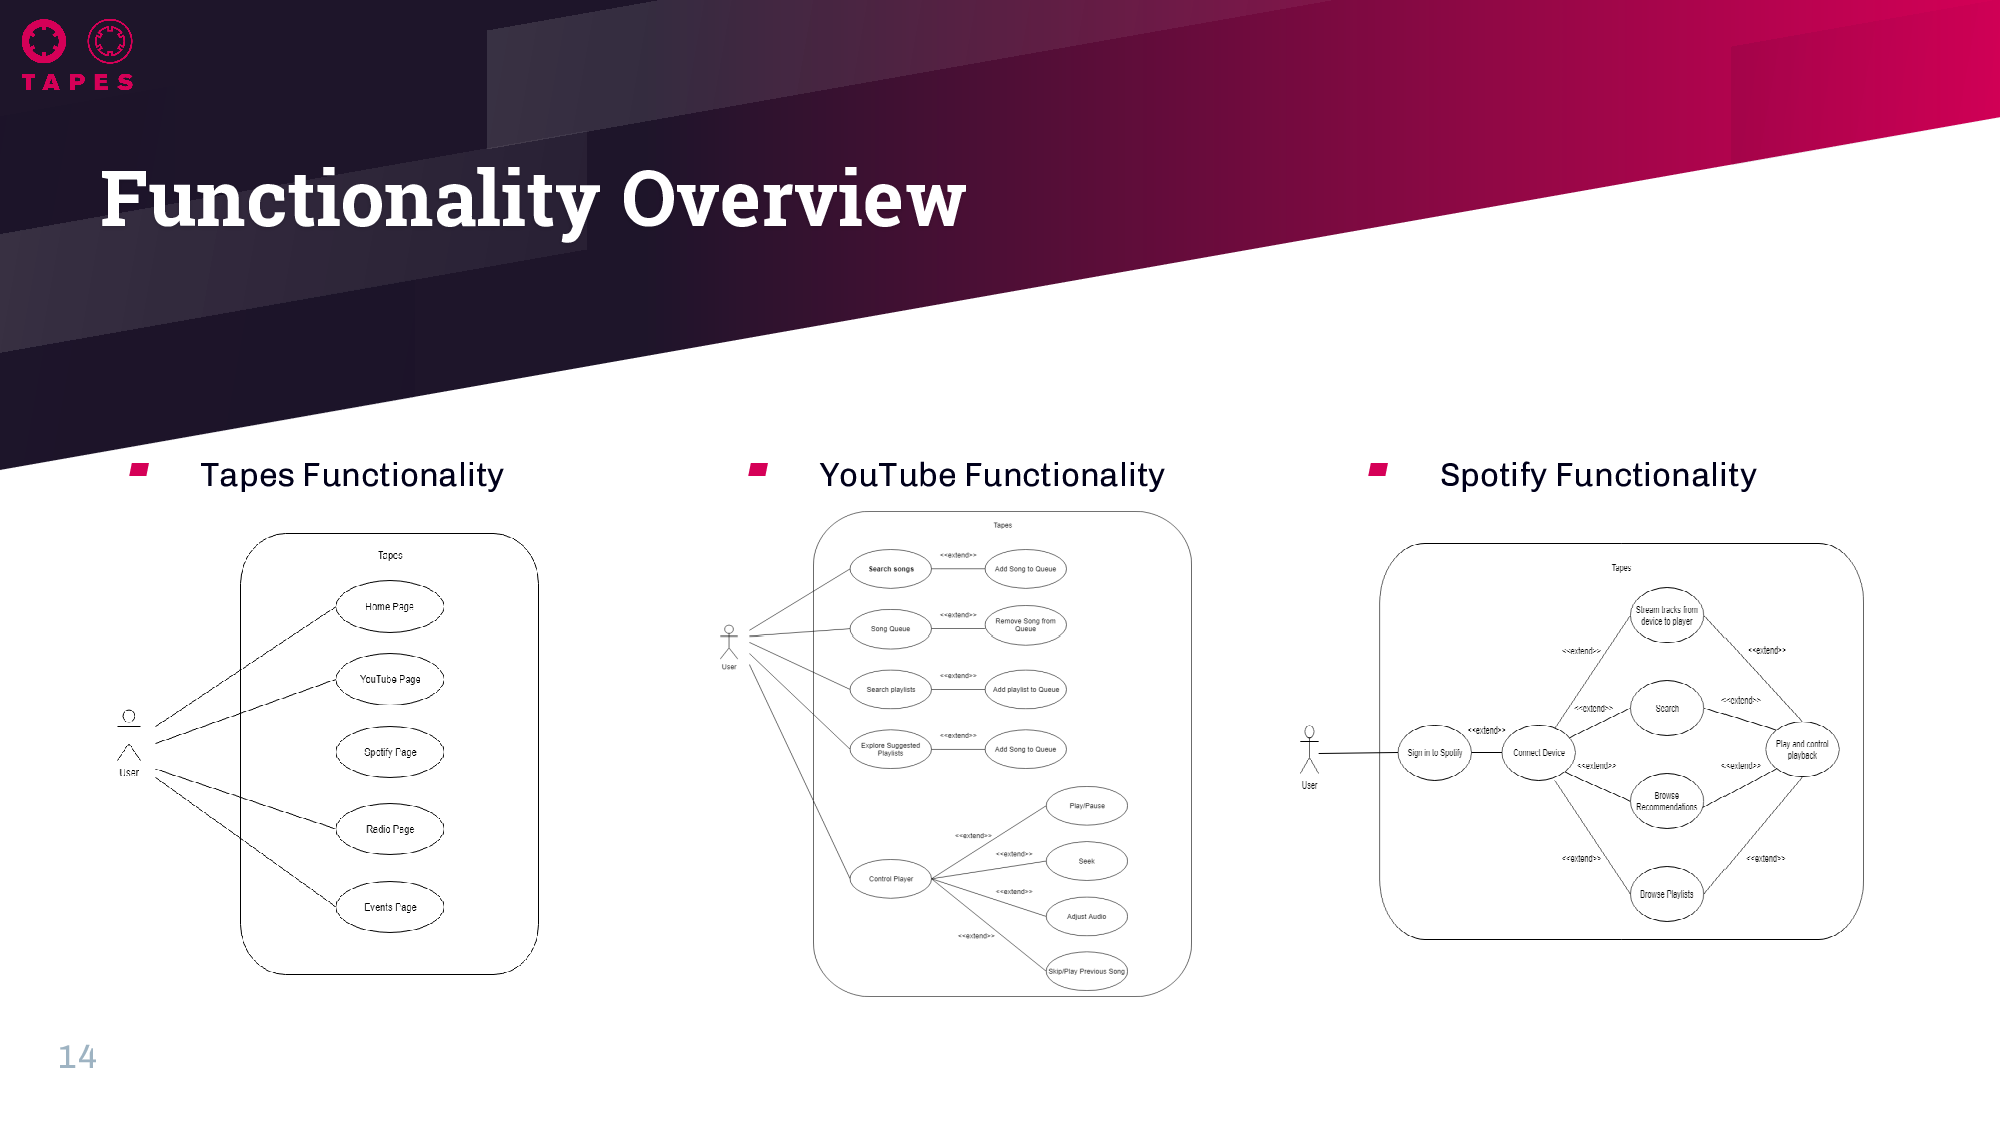 TAPES
Functionality Overview
Tapes Functionality
Tapes
Home Page
YouTube Page
Spotify Page
Radio Page
Events Page
User
YouTube Functionality
Tapes
Search songs
<<extend>>
Add Song to Queue
Song Queue
<<extend>>
Remove Song from
Queue
Search playlists
<<extend>>
Add playlist to Queue
Explore Suggested
Playlists
<<extend>>
Add Song to Queue
User
Control Player
<<extend>>
Play/Pause
<<extend>>
Seek
<<extend>>
Adjust Audio
<<extend>>
Skip/Play Previous Song
Spotify Functionality
Tapes
User
Sign in to Spotify
<<extend>>
Connect Device
<<extend>>
Stream tracks from
device to player
<<extend>>
<<extend>>
Search
<<extend>>
<<extend>>
Browse
Recommendations
<<extend>>
<<extend>>
Browse Playlists
<<extend>>
Play and control
playback
14